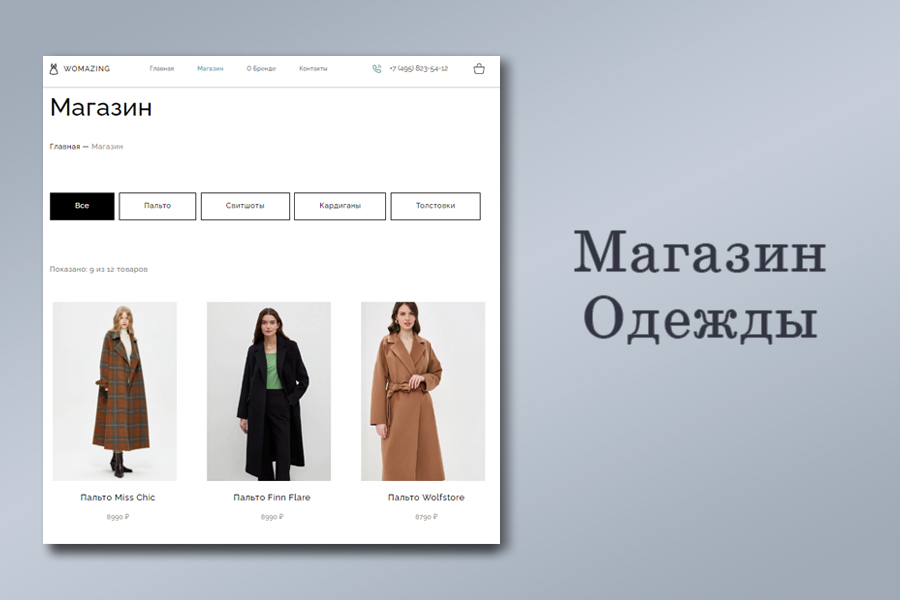 WOMAZING Главная Магазин О Бренде Контакты +7 (495) 823-54-12
Магазин
Главная — Магазин
Все Пальто Свитшоты Кардиганы Толстовки
Показано: 9 из 12 товаров
Пальто Miss Chic Пальто Finn Flare Пальто Wolfstore
8990 ₽ 8990 ₽ 8790 ₽
Магазин
Одежды